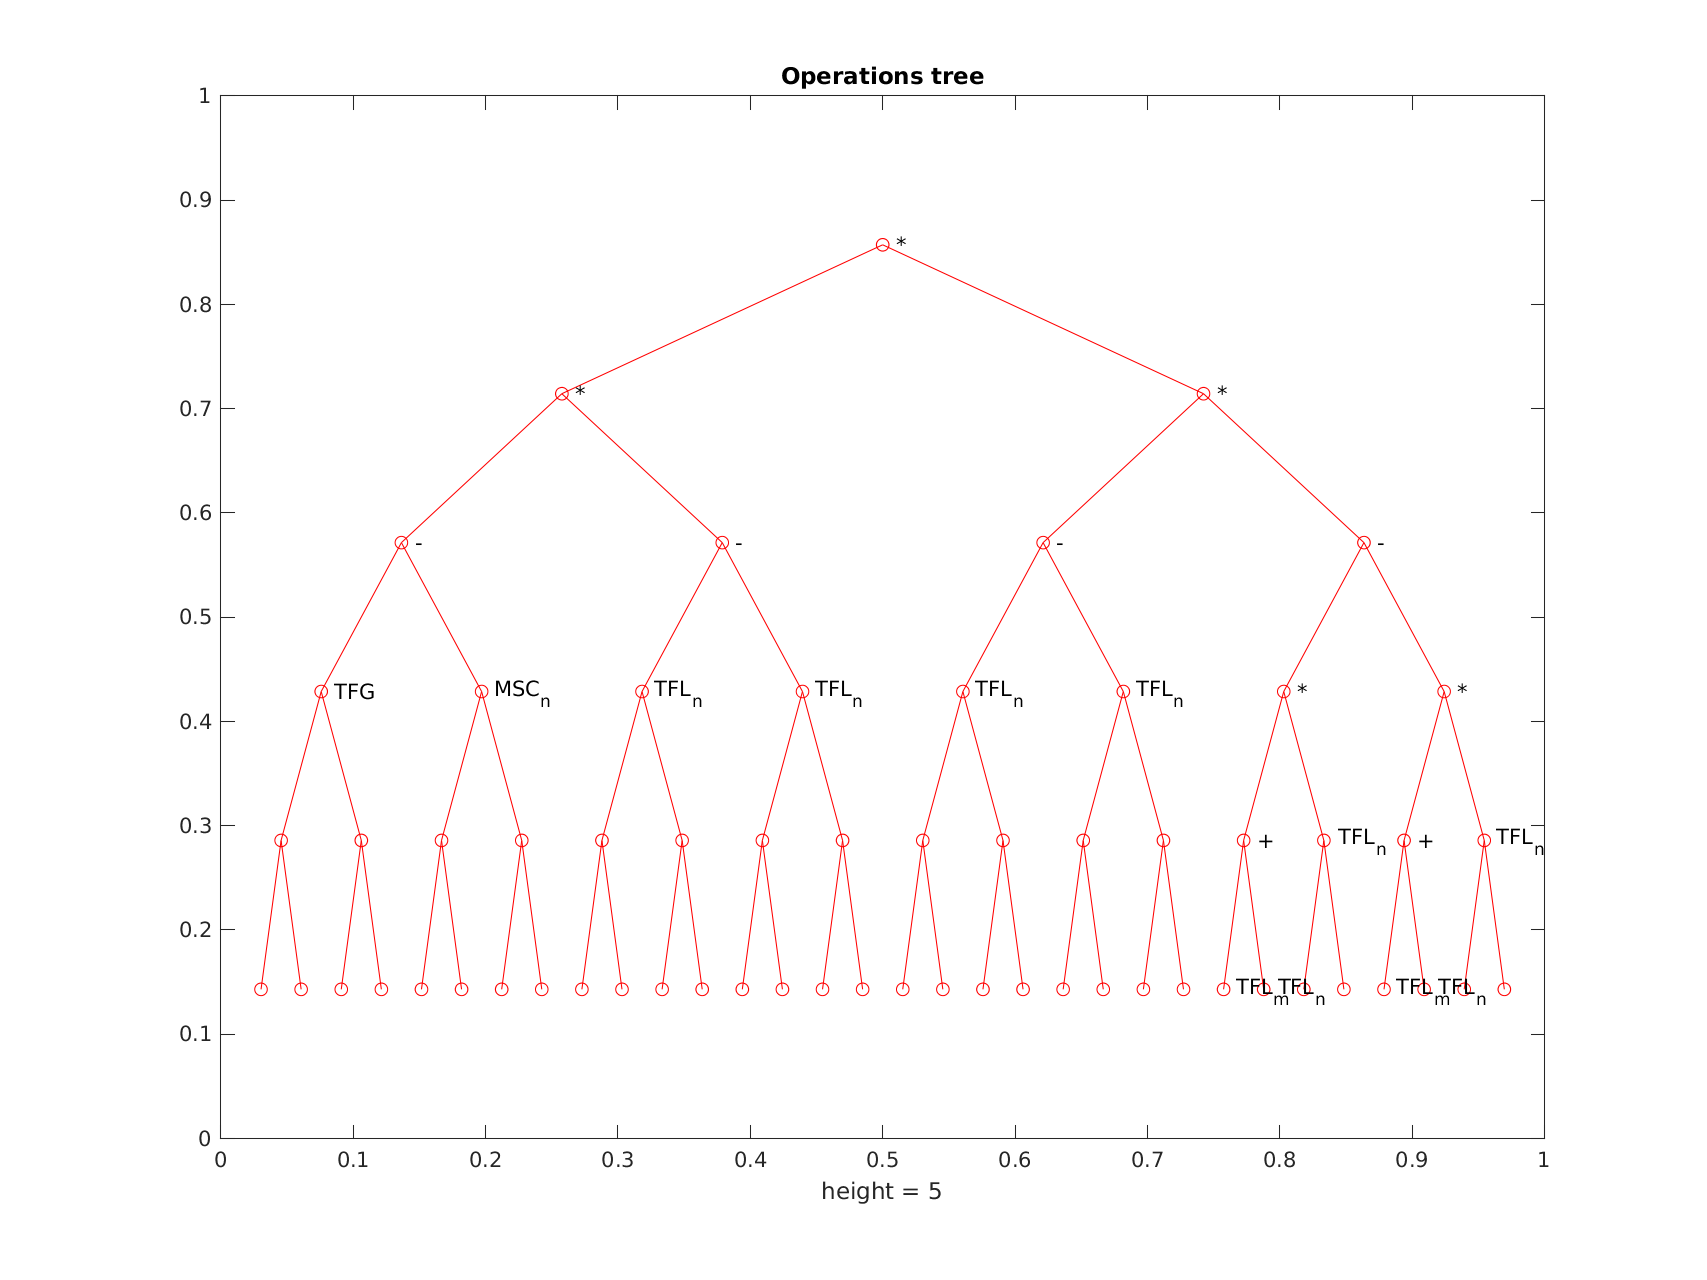 Operations tree
1
0.9
*
0.8
* *
0.7
0.6
- - - -
0.5
TFG MSC_n TFL_n TFL_n TFL_n TFL_n * *
0.4
0.3
+ TFL_n + TFL_n
0.2
TFL_m TFL_n TFL_m TFL_n
0.1
0
0 0.1 0.2 0.3 0.4 0.5 0.6 0.7 0.8 0.9 1
height = 5